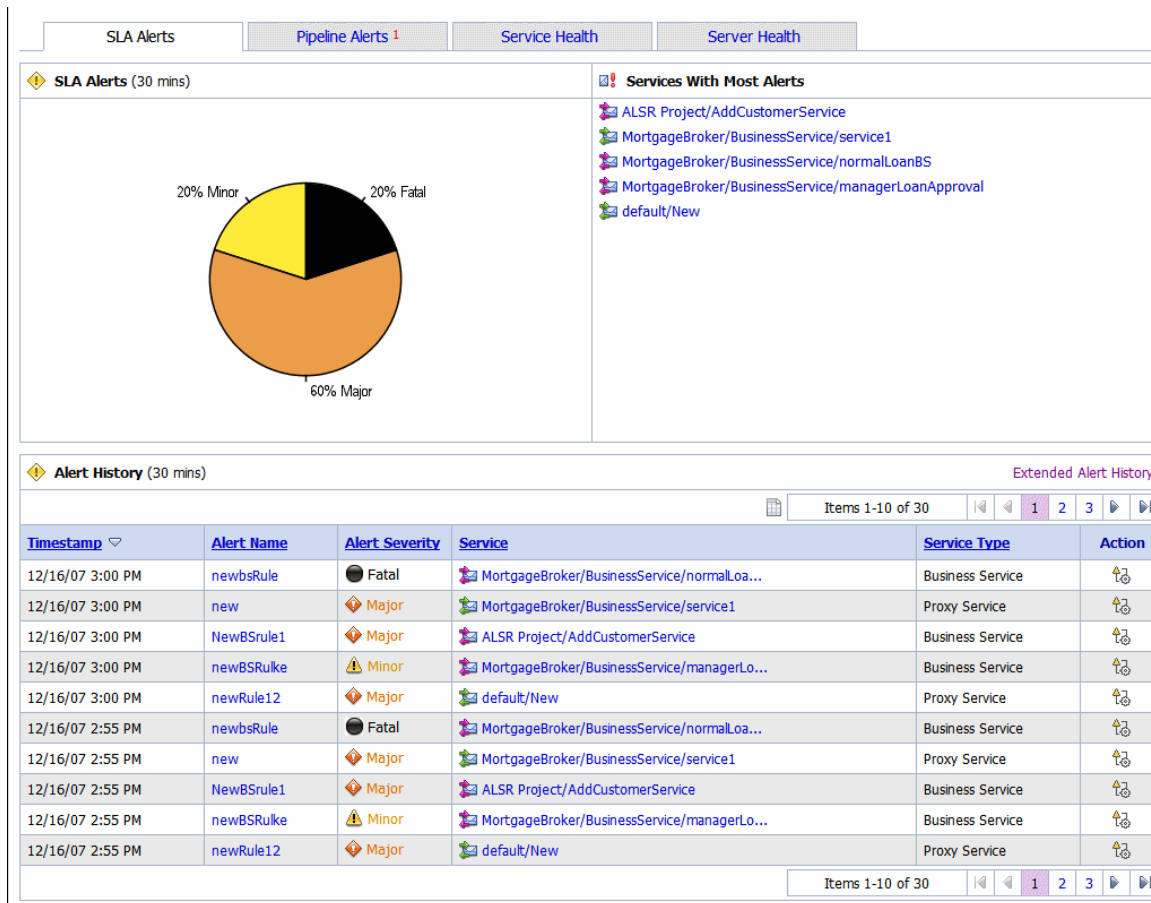 SLA Alerts Pipeline Alerts 1 Service Health Server Health
SLA Alerts (30 mins)
20% Minor
20% Fatal
60% Major
Services With Most Alerts
ALSR Project/AddCustomerService
MortgageBroker/BusinessService/service1
MortgageBroker/BusinessService/normalLoanBS
MortgageBroker/BusinessService/managerLoanApproval
default/New
Alert History (30 mins) Extended Alert History
Items 1-10 of 30 1 2 3
Timestamp Alert Name Alert Severity Service Service Type Action
12/16/07 3:00 PM newbsRule Fatal MortgageBroker/BusinessService/normalLoa... Business Service
12/16/07 3:00 PM new Major MortgageBroker/BusinessService/service1 Proxy Service
12/16/07 3:00 PM NewBSrule1 Major ALSR Project/AddCustomerService Business Service
12/16/07 3:00 PM newBSRulke Minor MortgageBroker/BusinessService/managerLo... Business Service
12/16/07 3:00 PM newRule12 Major default/New Proxy Service
12/16/07 2:55 PM newbsRule Fatal MortgageBroker/BusinessService/normalLoa... Business Service
12/16/07 2:55 PM new Major MortgageBroker/BusinessService/service1 Proxy Service
12/16/07 2:55 PM NewBSrule1 Major ALSR Project/AddCustomerService Business Service
12/16/07 2:55 PM newBSRulke Minor MortgageBroker/BusinessService/managerLo... Business Service
12/16/07 2:55 PM newRule12 Major default/New Proxy Service
Items 1-10 of 30 1 2 3